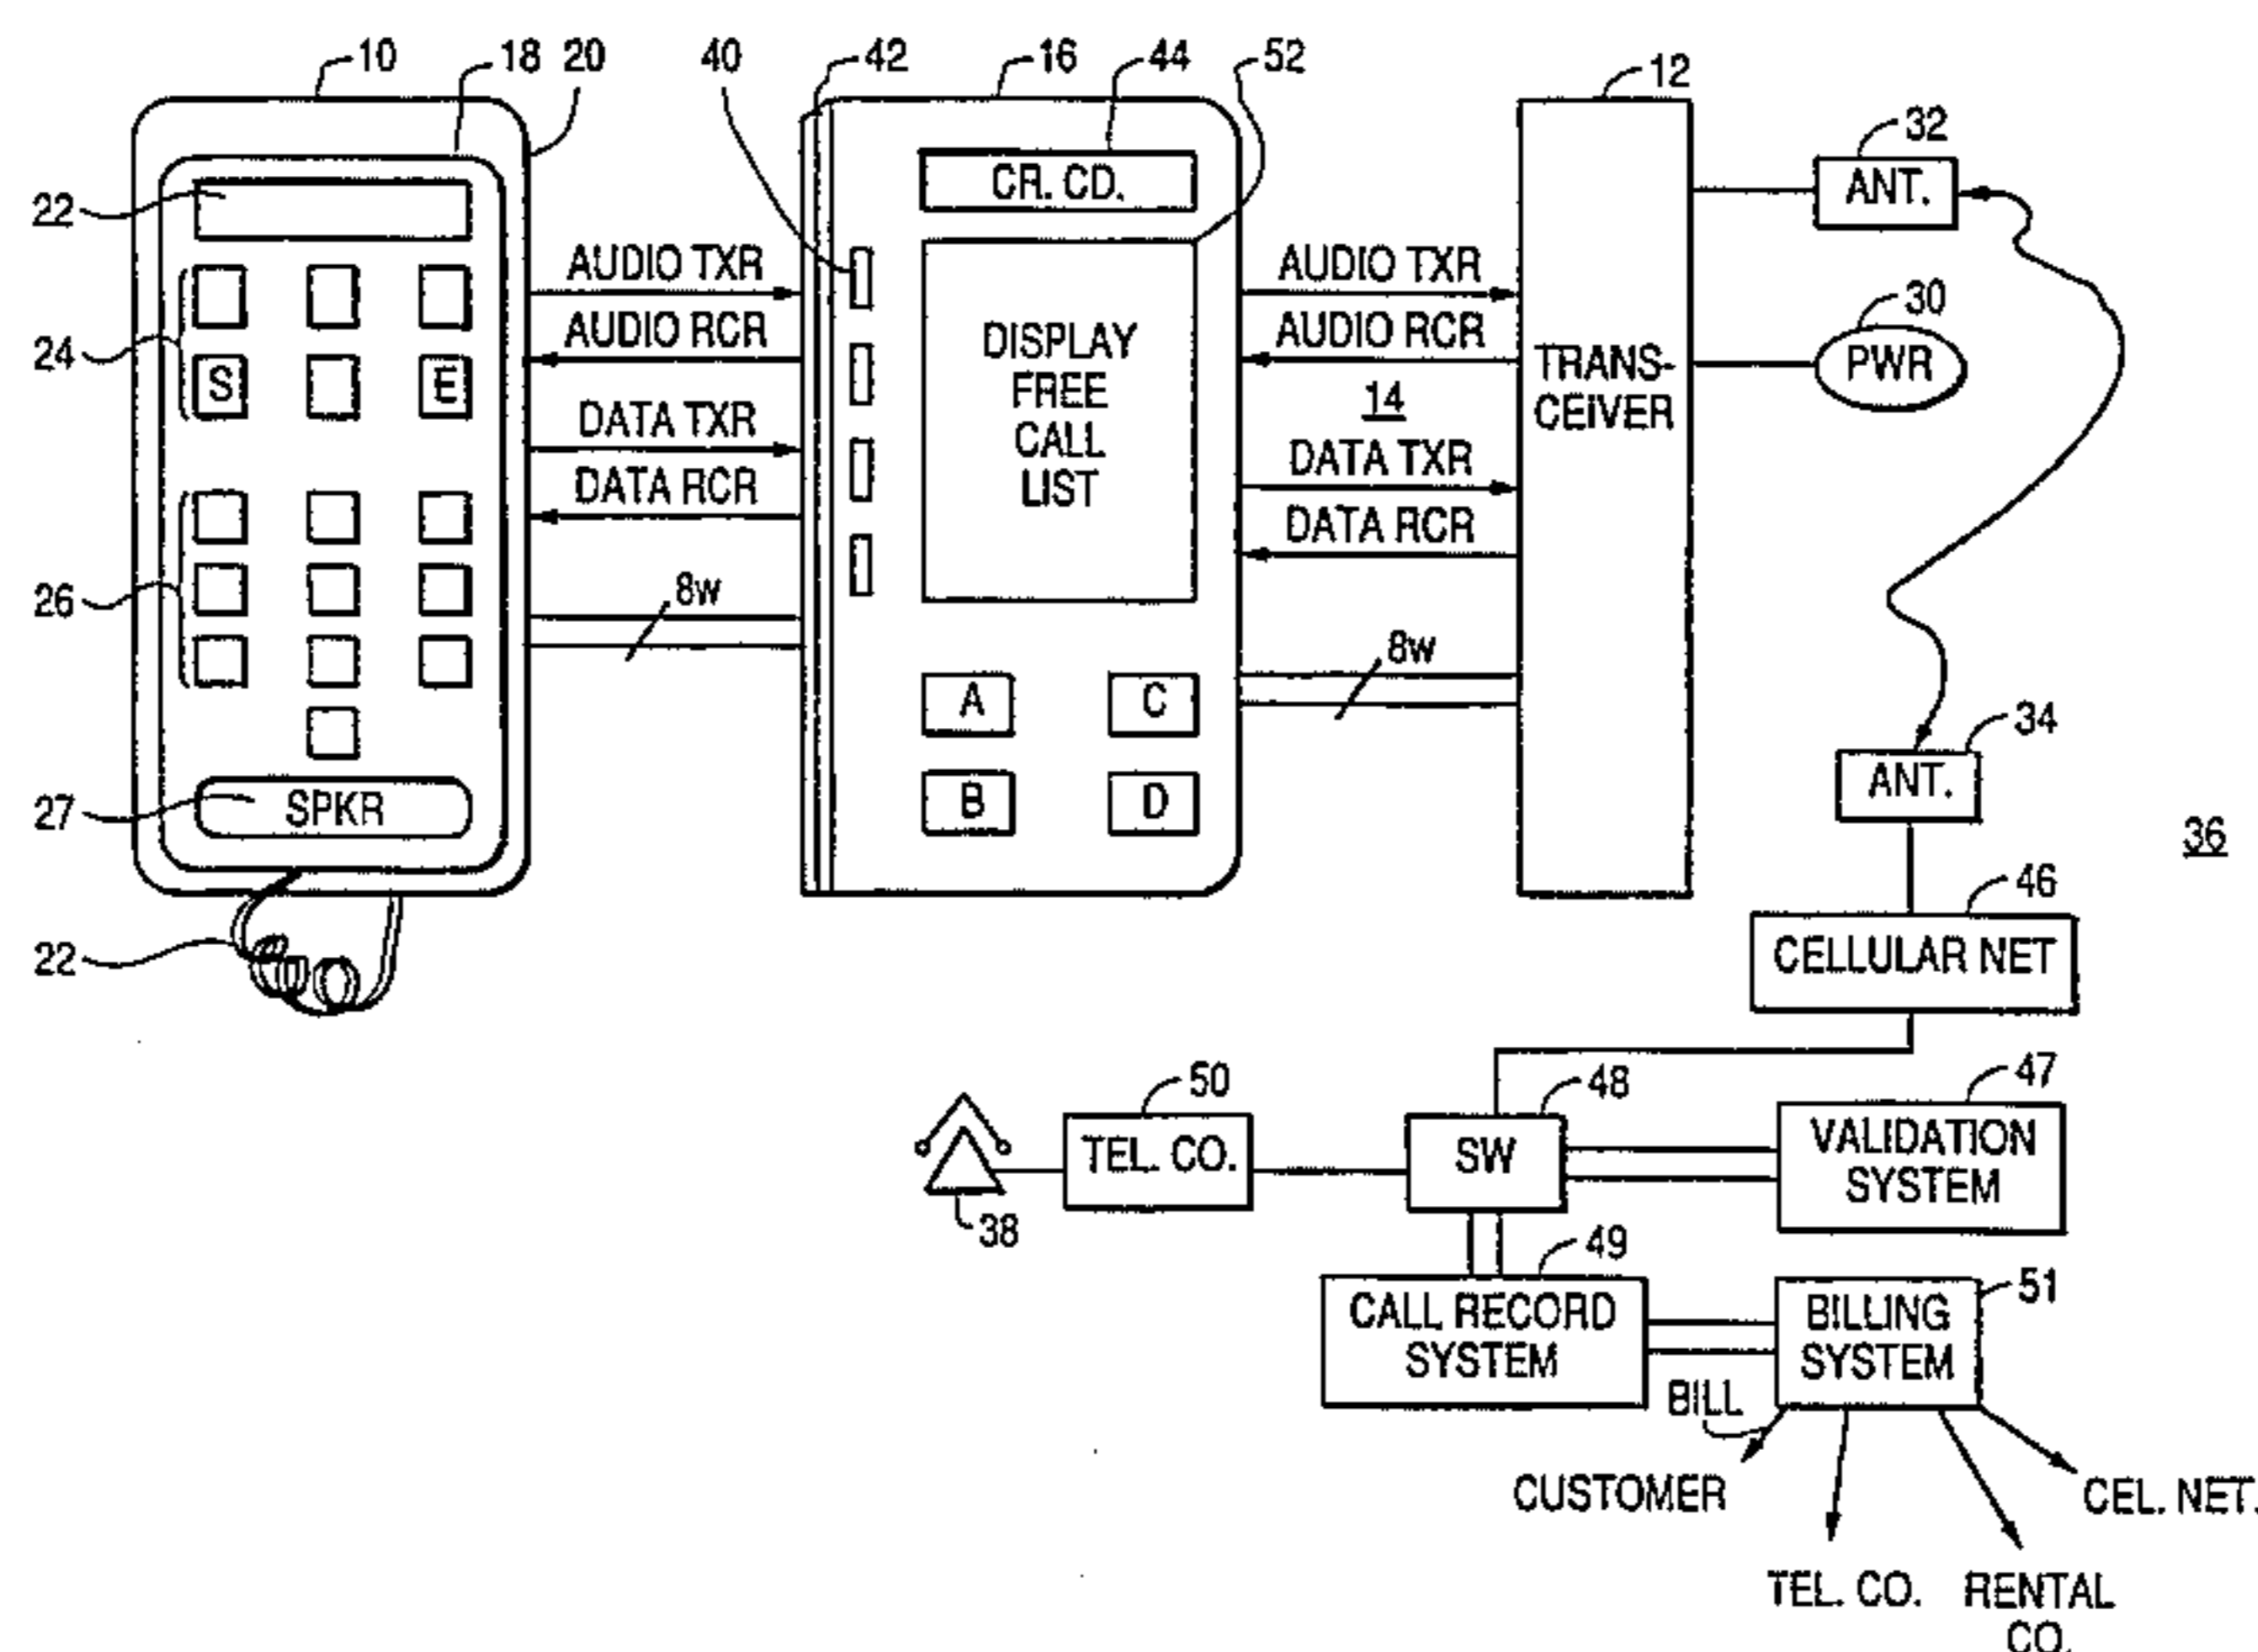 10
18
20
40
42
16
44
52
12
32
22
CR. CD.
ANT.
AUDIO TXR
AUDIO TXR
30
24
AUDIO RCR
DISPLAY
FREE
CALL
LIST
AUDIO RCR
TRANS-
CEIVER
PWR
S
E
DATA TXR
14
DATA TXR
DATA RCR
DATA RCR
26
8w
8w
A
C
34
27
SPKR
B
D
ANT.
36
22
46
CELLULAR NET
50
48
47
TEL. CO.
SW
VALIDATION
SYSTEM
38
49
51
CALL RECORD
SYSTEM
BILLING
SYSTEM
BILL
CUSTOMER
CEL. NET.
TEL. CO.
RENTAL
CO.